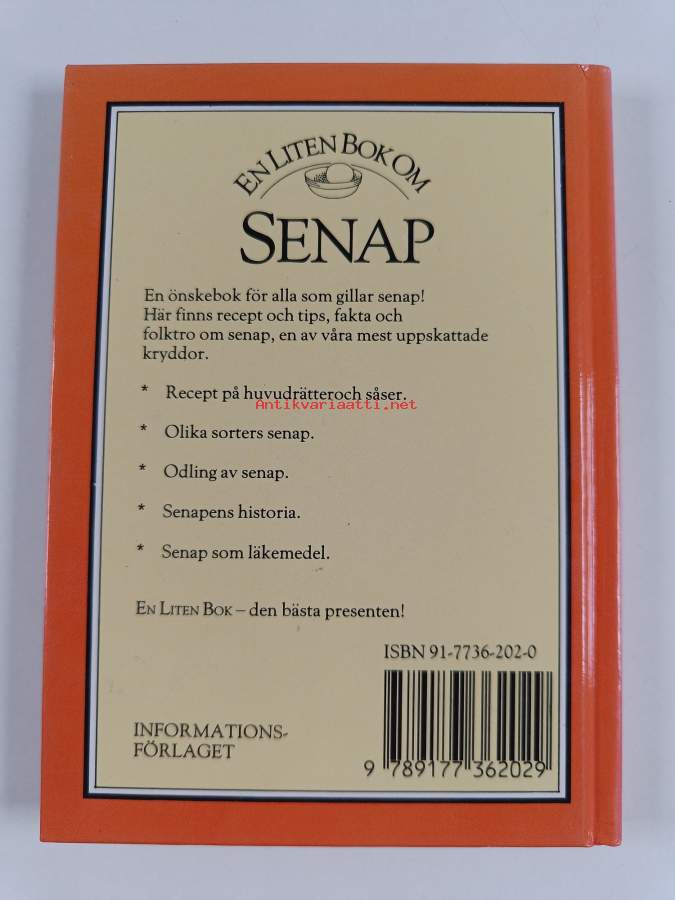 EN LITEN BOK OM
SENAP
En önskebok för alla som gillar senap!
Här finns recept och tips, fakta och
folktro om senap, en av våra mest uppskattade
kryddor.
* Recept på huvudrätteroch såser.
Antikvariaatti.net
* Olika sorters senap.
* Odling av senap.
* Senapens historia.
* Senap som läkemedel.
EN LITEN BOK – den bästa presenten!
ISBN 91-7736-202-0
INFORMATIONS-
FÖRLAGET
9 789177 362029